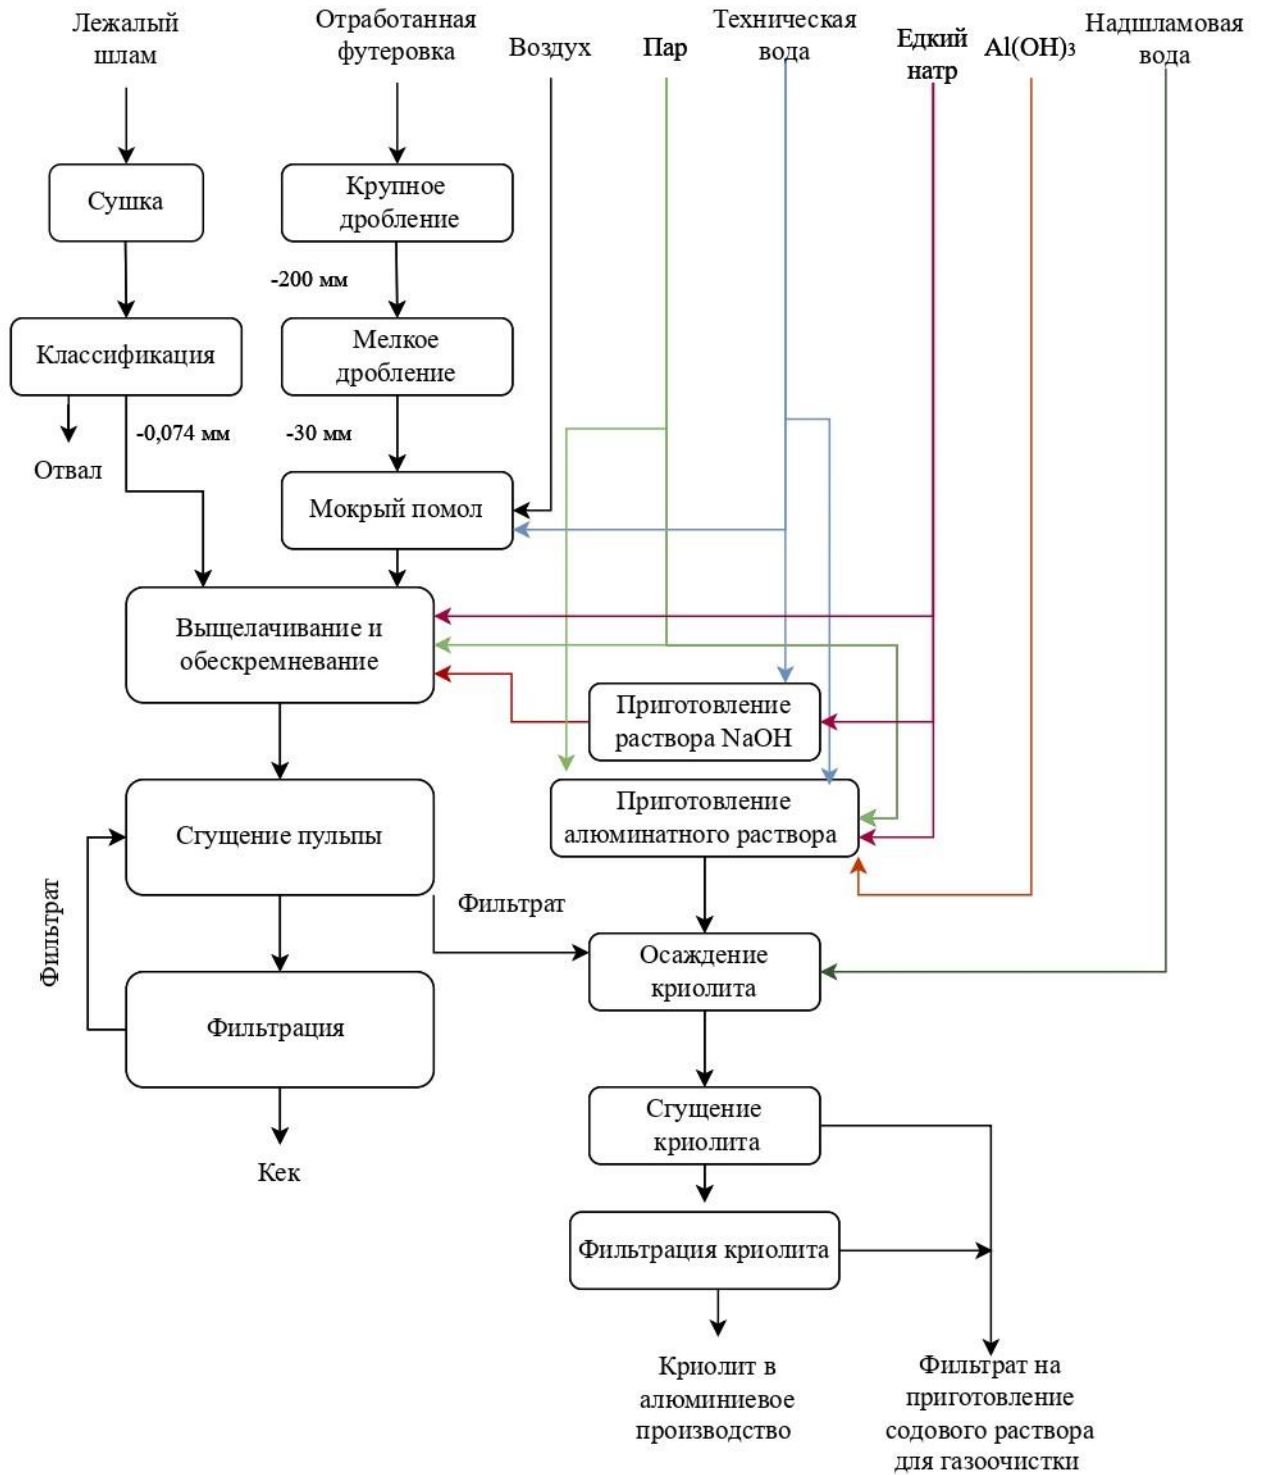 Лежалый
шлам
Отработанная
футеровка
Воздух
Пар
Техническая
вода
Едкий
натр
Al(OH)₃
Надшламовая
вода
Сушка
Крупное
дробление
-200 мм
Классификация
Мелкое
дробление
-0,074 мм
-30 мм
Отвал
Мокрый помол
Выщелачивание и
обескремневание
Приготовление
раствора NaOH
Приготовление
алюминатного раствора
Сгущение пульпы
Фильтрат
Фильтрат
Осаждение
криолита
Фильтрация
Сгущение
криолита
Кек
Фильтрация криолита
Криолит в
алюминиевое
производство
Фильтрат на
приготовление
содового раствора
для газоочистки